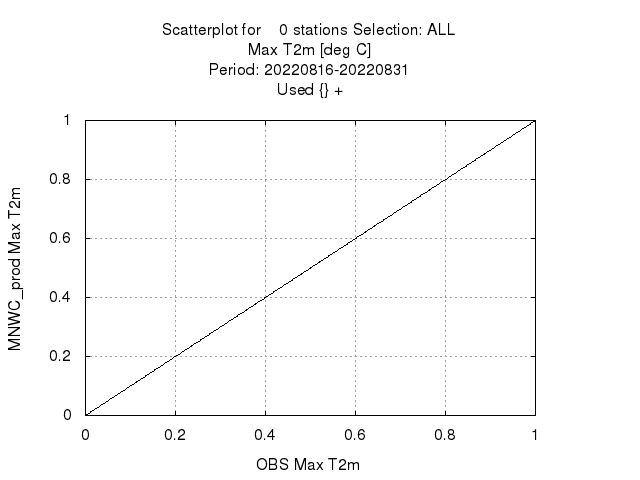 Scatterplot for    0 stations Selection: ALL
Max T2m [deg C]
Period: 20220816-20220831
Used {} +
1
0.8
0.6
0.4
0.2
0
MNWC_prod Max T2m
0 0.2 0.4 0.6 0.8 1
OBS Max T2m